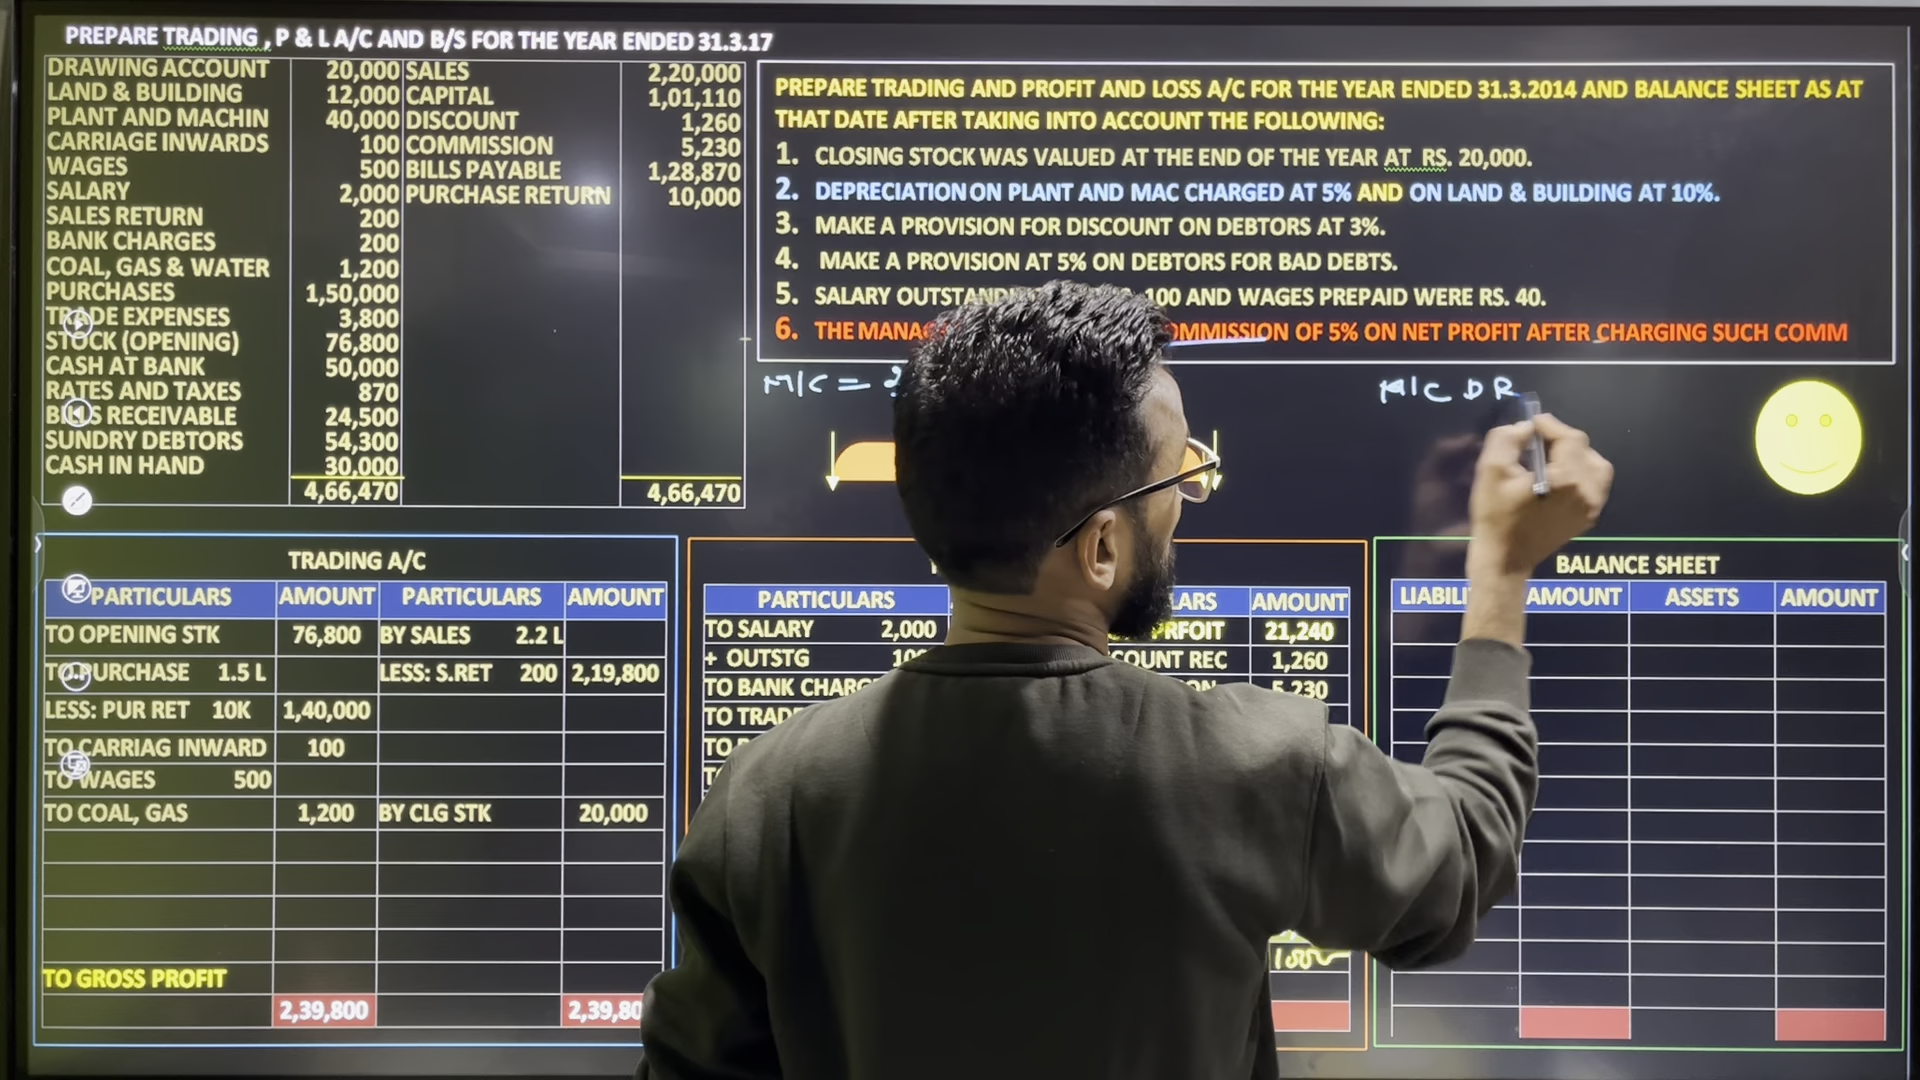 PREPARE TRADING , P & L A/C AND B/S FOR THE YEAR ENDED 31.3.17
DRAWING ACCOUNT 20,000 SALES 2,20,000
LAND & BUILDING 12,000 CAPITAL 1,01,110
PLANT AND MACHIN 40,000 DISCOUNT 1,260
CARRIAGE INWARDS 100 COMMISSION 5,230
WAGES 500 BILLS PAYABLE 1,28,870
SALARY 2,000 PURCHASE RETURN 10,000
SALES RETURN 200
BANK CHARGES 200
COAL, GAS & WATER 1,200
PURCHASES 1,50,000
TRADE EXPENSES 3,800
STOCK (OPENING) 76,800
CASH AT BANK 50,000
RATES AND TAXES 870
BILLS RECEIVABLE 24,500
SUNDRY DEBTORS 54,300
CASH IN HAND 30,000
4,66,470 4,66,470
PREPARE TRADING AND PROFIT AND LOSS A/C FOR THE YEAR ENDED 31.3.2014 AND BALANCE SHEET AS AT
THAT DATE AFTER TAKING INTO ACCOUNT THE FOLLOWING:
1. CLOSING STOCK WAS VALUED AT THE END OF THE YEAR AT RS. 20,000.
2. DEPRECIATION ON PLANT AND MAC CHARGED AT 5% AND ON LAND & BUILDING AT 10%.
3. MAKE A PROVISION FOR DISCOUNT ON DEBTORS AT 3%.
4. MAKE A PROVISION AT 5% ON DEBTORS FOR BAD DEBTS.
5. SALARY 100 AND WAGES PREPAID WERE RS. 40.
6. THE OF 5% ON NET PROFIT AFTER CHARGING SUCH COMM
M/C =
M/C DR
TRADING A/C
PARTICULARS AMOUNT PARTICULARS AMOUNT
TO OPENING STK 76,800 BY SALES 2.2 L
TO PURCHASE 1.5 L LESS: S.RET 200 2,19,800
LESS: PUR RET 10K 1,40,000
TO CARRIAG INWARD 100
TO WAGES 500
TO COAL, GAS 1,200 BY CLG STK 20,000
TO GROSS PROFIT
2,39,800
PARTICULARS AMOUNT
TO SALARY 2,000 PRFOIT 21,240
+ OUTSTG REC 1,260
TO BANK 5,230
BALANCE SHEET
AMOUNT ASSETS AMOUNT